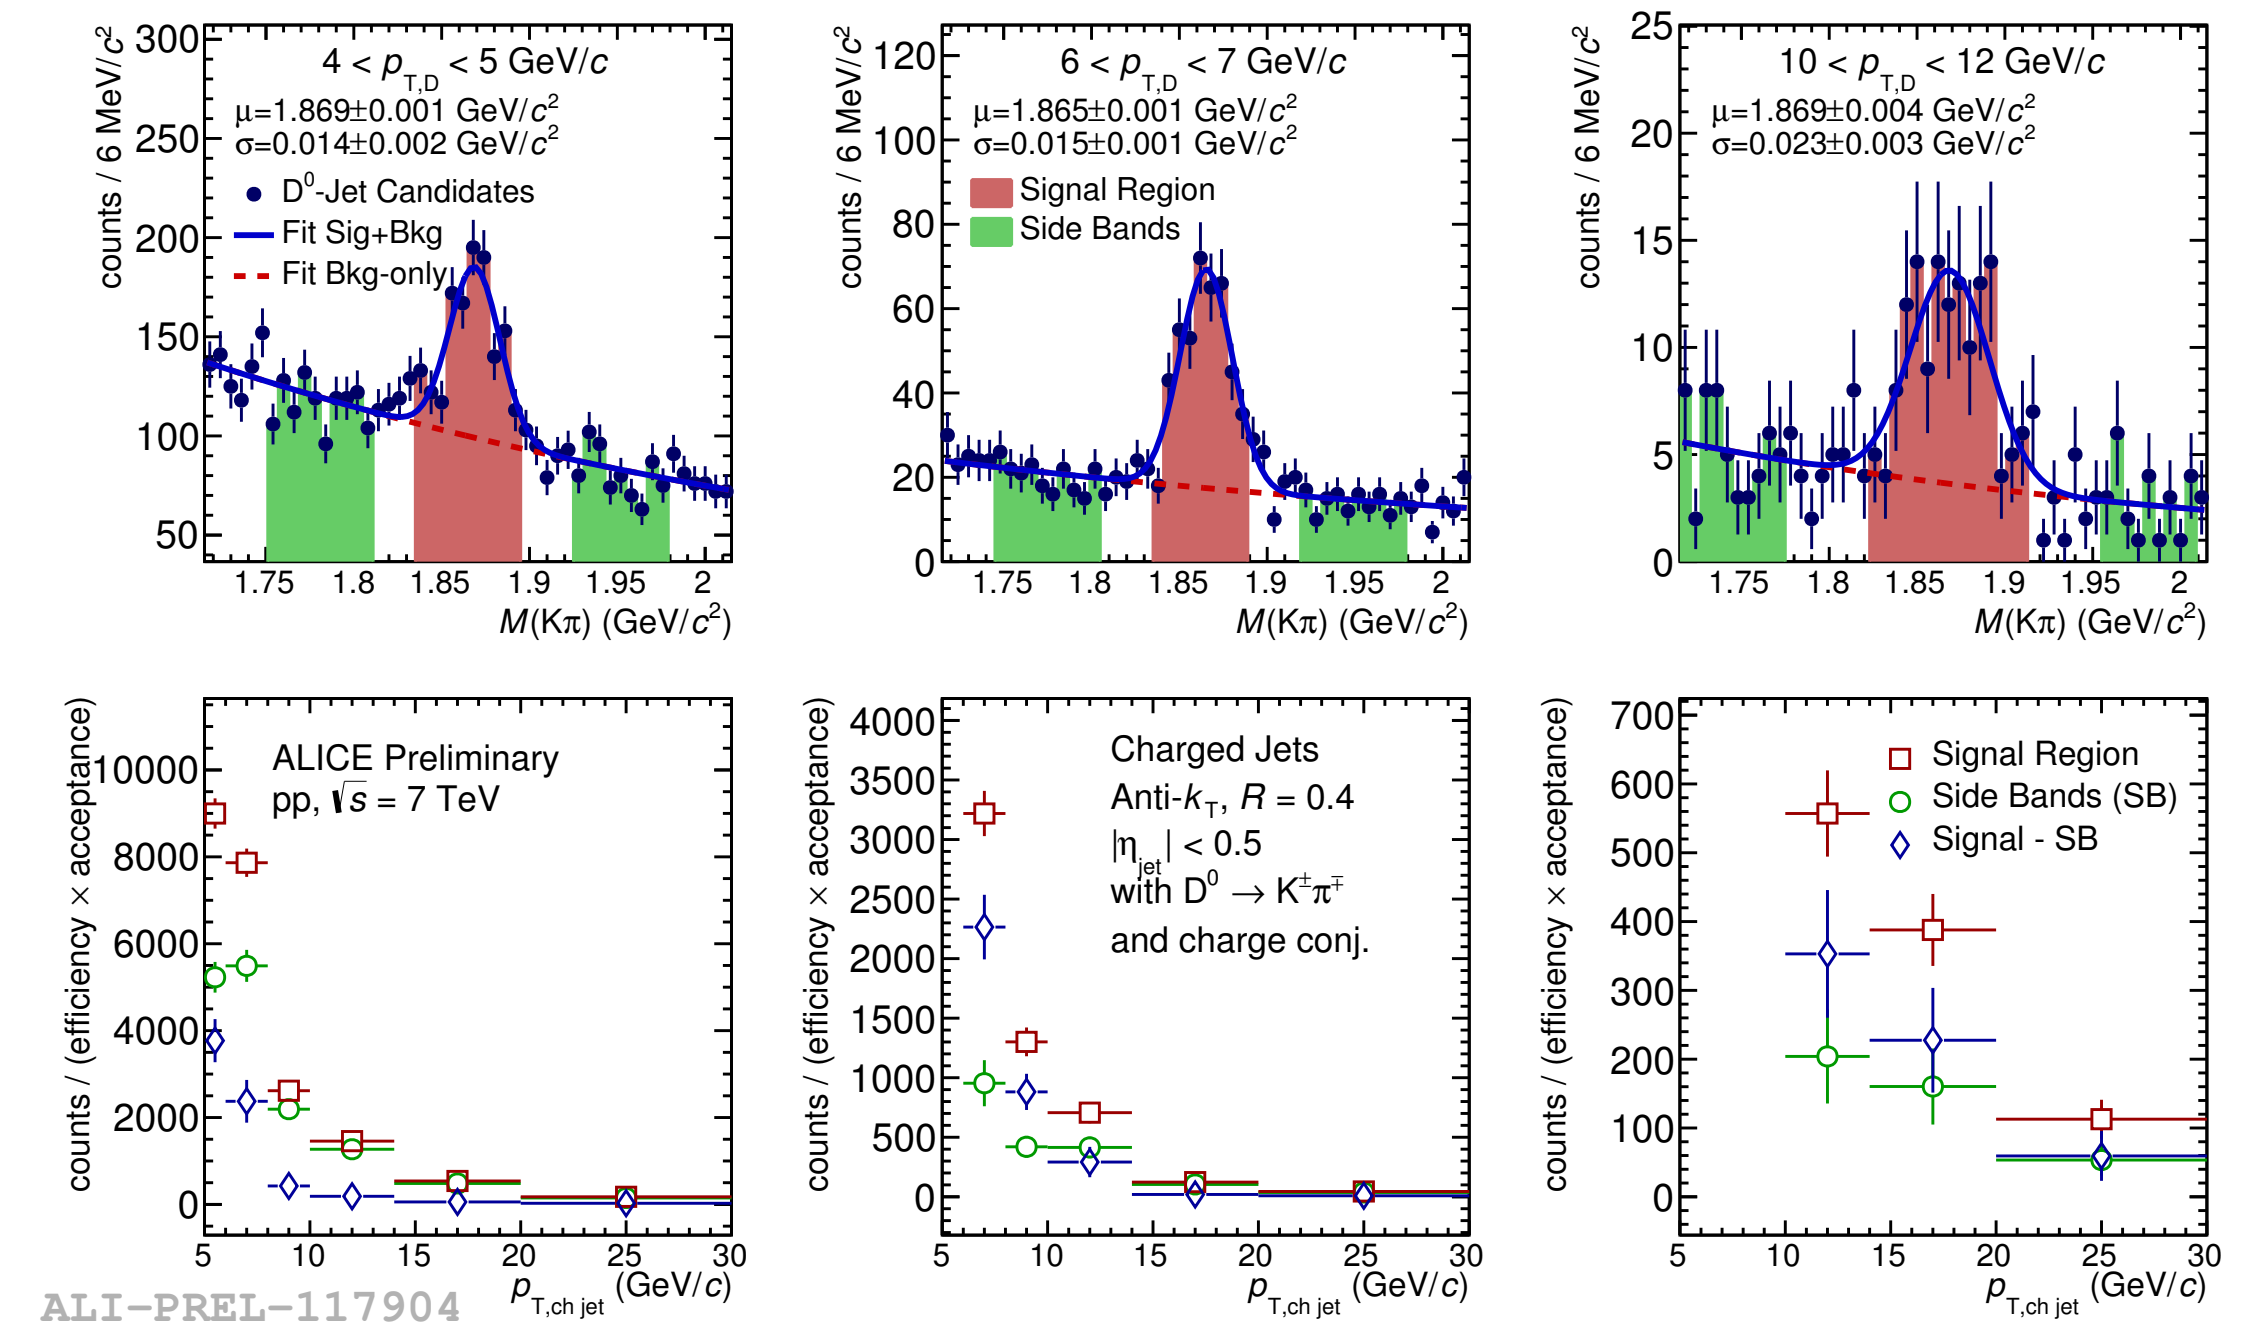 4 < p_T,D < 5 GeV/c
μ=1.869±0.001 GeV/c²
σ=0.014±0.002 GeV/c²
D⁰-Jet Candidates
Fit Sig+Bkg
Fit Bkg-only
counts / 6 MeV/c²
300
250
200
150
100
50
1.75 1.8 1.85 1.9 1.95 2
M(Kπ) (GeV/c²)
6 < p_T,D < 7 GeV/c
μ=1.865±0.001 GeV/c²
σ=0.015±0.001 GeV/c²
Signal Region
Side Bands
counts / 6 MeV/c²
120
100
80
60
40
20
0
1.75 1.8 1.85 1.9 1.95 2
M(Kπ) (GeV/c²)
10 < p_T,D < 12 GeV/c
μ=1.869±0.004 GeV/c²
σ=0.023±0.003 GeV/c²
counts / 6 MeV/c²
25
20
15
10
5
0
1.75 1.8 1.85 1.9 1.95 2
M(Kπ) (GeV/c²)
ALICE Preliminary
pp, √s = 7 TeV
counts / (efficiency × acceptance)
10000
8000
6000
4000
2000
0
5 10 15 20 25 30
p_T,ch jet (GeV/c)
Charged Jets
Anti-k_T, R = 0.4
|η_jet| < 0.5
with D⁰ → K±π∓
and charge conj.
counts / (efficiency × acceptance)
4000
3500
3000
2500
2000
1500
1000
500
0
5 10 15 20 25 30
p_T,ch jet (GeV/c)
Signal Region
Side Bands (SB)
Signal - SB
counts / (efficiency × acceptance)
700
600
500
400
300
200
100
0
5 10 15 20 25 30
p_T,ch jet (GeV/c)
ALI-PREL-117904